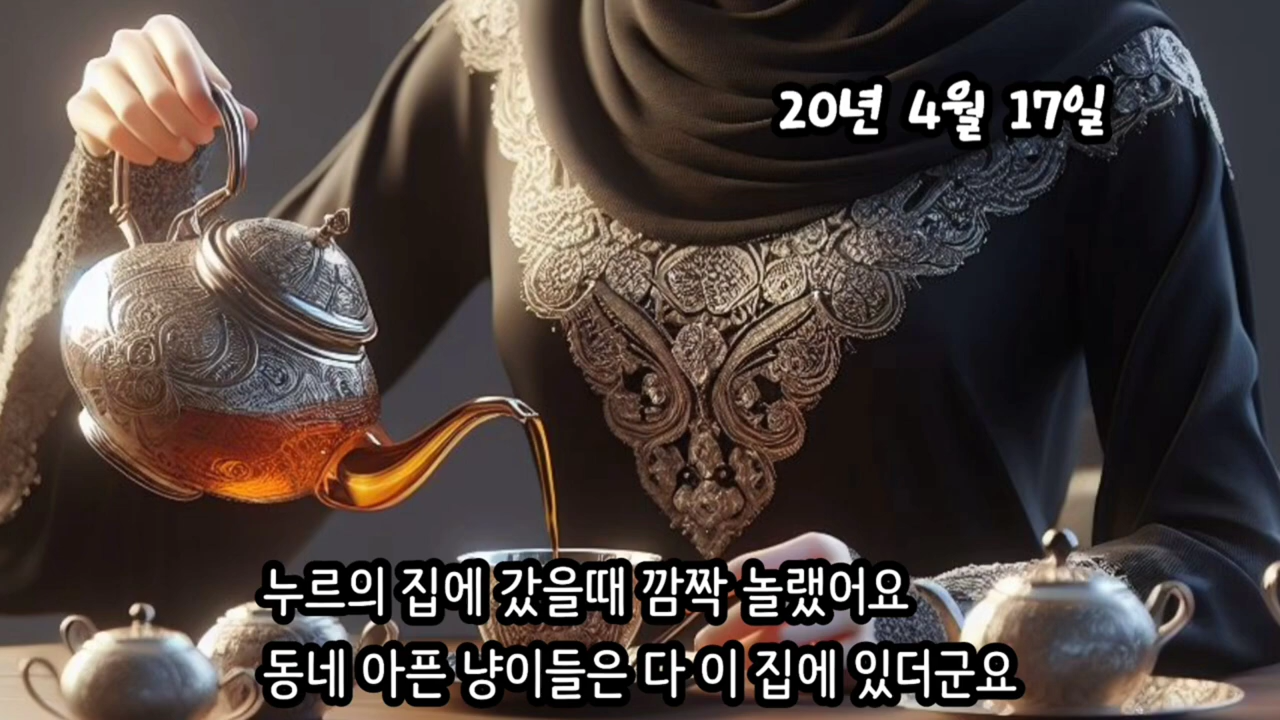 20년 4월 17일
누르의 집에 갔을때 깜짝 놀랬어요
동네 아픈 냥이들은 다 이 집에 있더군요